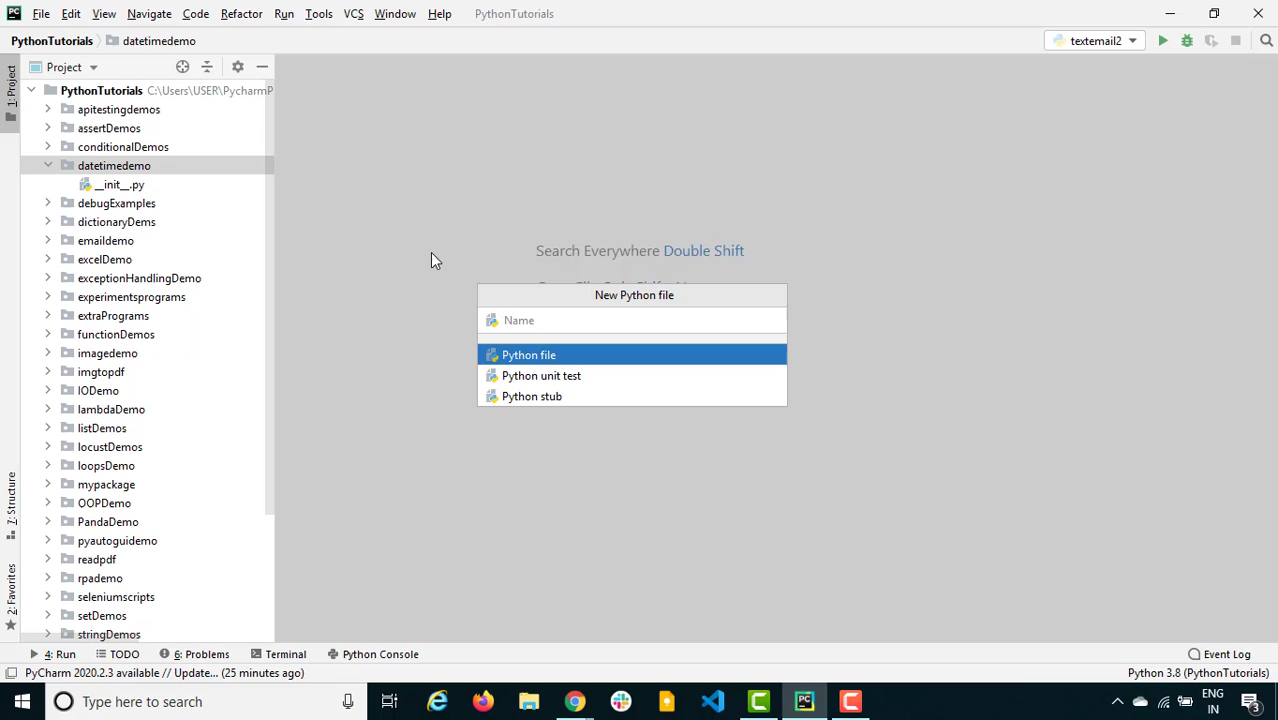 PC File Edit View Navigate Code Refactor Run Tools VCS Window Help PythonTutorials
PythonTutorials datetimedemo textemail2
1: Project
Project
PythonTutorials C:\Users\USER\PycharmP
apitestingdemos
assertDemos
conditionalDemos
datetimedemo
__init__.py
debugExamples
dictionaryDems
emaildemo
excelDemo
exceptionHandlingDemo
experimentsprograms
extraPrograms
functionDemos
imagedemo
imgtopdf
IODemo
lambdaDemo
listDemos
locustDemos
loopsDemo
mypackage
OOPDemo
PandaDemo
pyautoguidemo
readpdf
rpademo
seleniumscripts
setDemos
stringDemos
Search Everywhere Double Shift
New Python file
Name
Python file
Python unit test
Python stub
7: Structure
2: Favorites
4: Run TODO 6: Problems Terminal Python Console Event Log
PyCharm 2020.2.3 available // Update... (25 minutes ago) Python 3.8 (PythonTutorials)
Type here to search PC ENG
IN 3